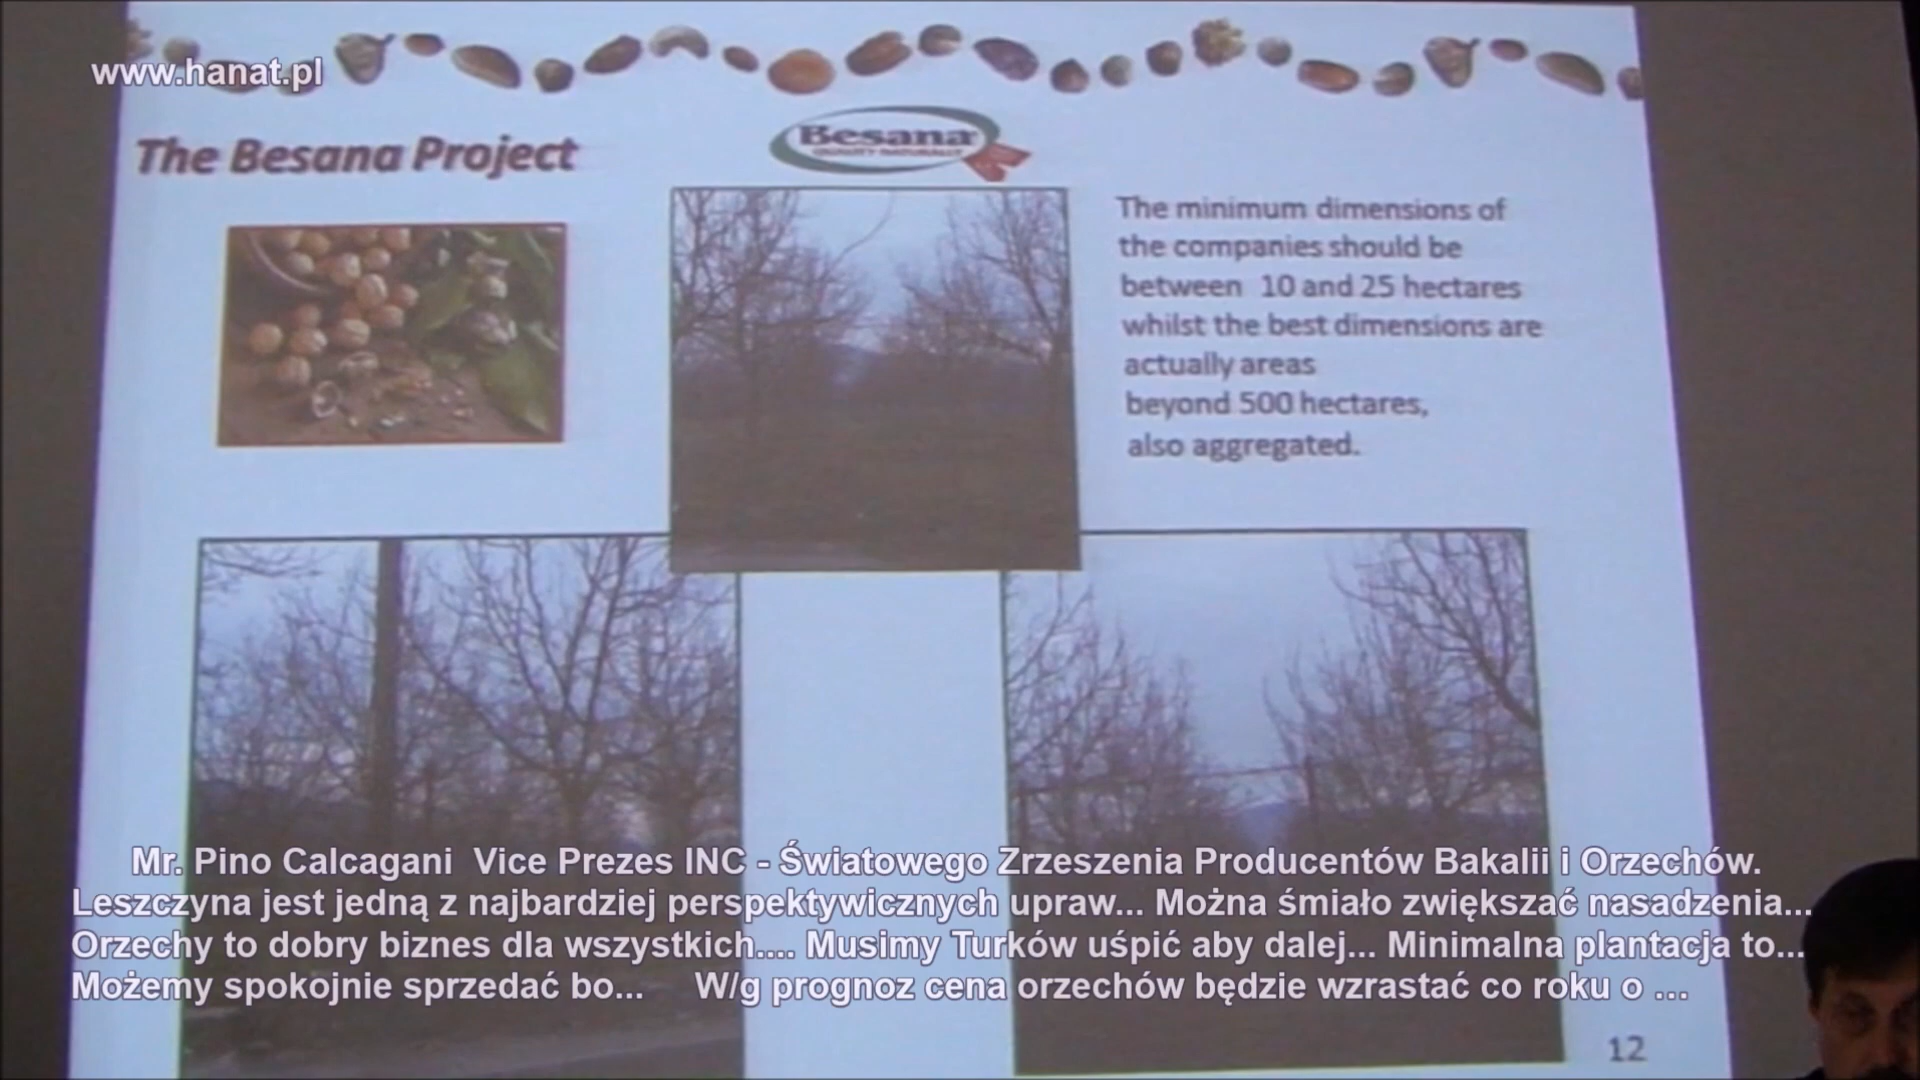 www.hanat.pl
The Besana Project
Besana
QUALITY NATURALLY
The minimum dimensions of
the companies should be
between 10 and 25 hectares
whilst the best dimensions are
actually areas
beyond 500 hectares,
also aggregated.
Mr. Pino Calcagani Vice Prezes INC - Światowego Zrzeszenia Producentów Bakalii i Orzechów.
Leszczyna jest jedną z najbardziej perspektywicznych upraw... Można śmiało zwiększać nasadzenia...
Orzechy to dobry biznes dla wszystkich.... Musimy Turków uśpić aby dalej... Minimalna plantacja to...
Możemy spokojnie sprzedać bo... W/g prognoz cena orzechów będzie wzrastać co roku o ...
12